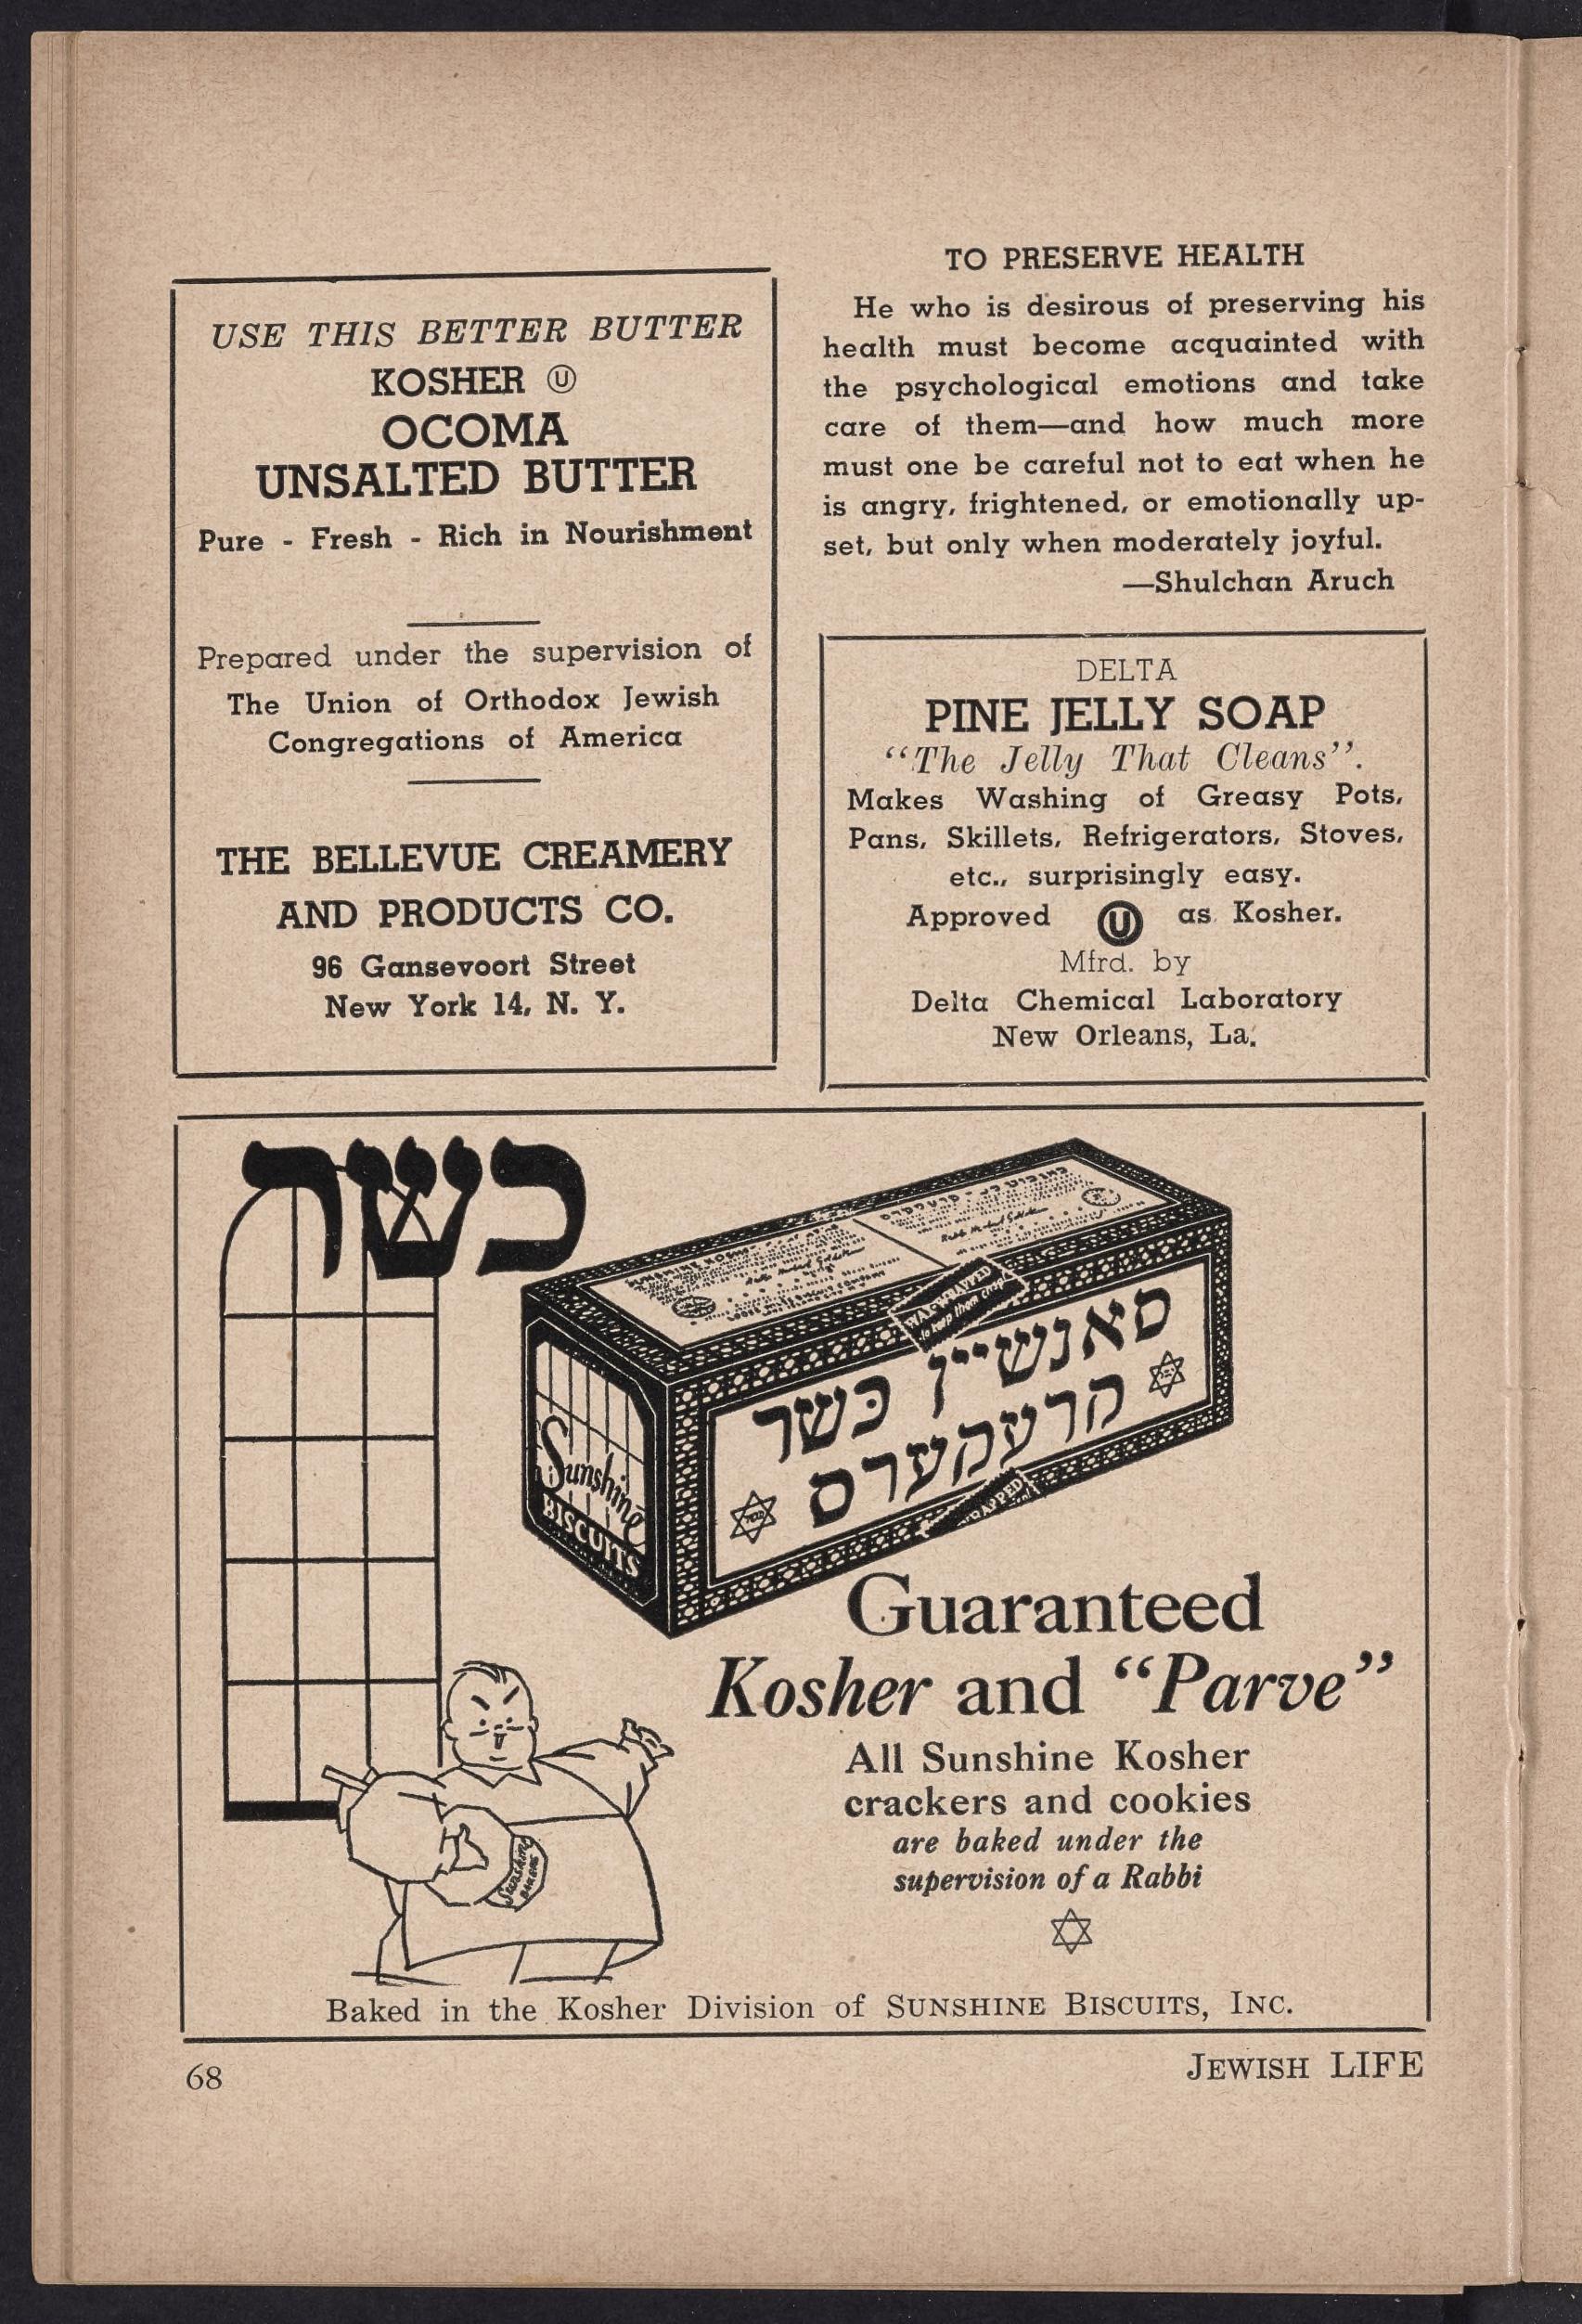 USE THIS BETTER BUTTER
KOSHER Ⓤ
OCOMA
UNSALTED BUTTER
Pure - Fresh - Rich in Nourishment
Prepared under the supervision of
The Union of Orthodox Jewish
Congregations of America
THE BELLEVUE CREAMERY
AND PRODUCTS CO.
96 Gansevoort Street
New York 14, N. Y.
TO PRESERVE HEALTH
He who is desirous of preserving his
health must become acquainted with
the psychological emotions and take
care of them—and how much more
must one be careful not to eat when he
is angry, frightened, or emotionally up-
set, but only when moderately joyful.
—Shulchan Aruch
DELTA
PINE JELLY SOAP
“The Jelly That Cleans”.
Makes Washing of Greasy Pots,
Pans, Skillets, Refrigerators, Stoves,
etc., surprisingly easy.
Approved Ⓤ as Kosher.
Mfrd. by
Delta Chemical Laboratory
New Orleans, La.
כשר
WAX WRAPPED
to keep them crisp
סאנשיין כשר
קרעקערס
Sunshine
BISCUITS
Guaranteed
Kosher and “Parve”
All Sunshine Kosher
crackers and cookies
are baked under the
supervision of a Rabbi
SUNSHINE
BAKERS
Baked in the Kosher Division of SUNSHINE BISCUITS, INC.
68
JEWISH LIFE